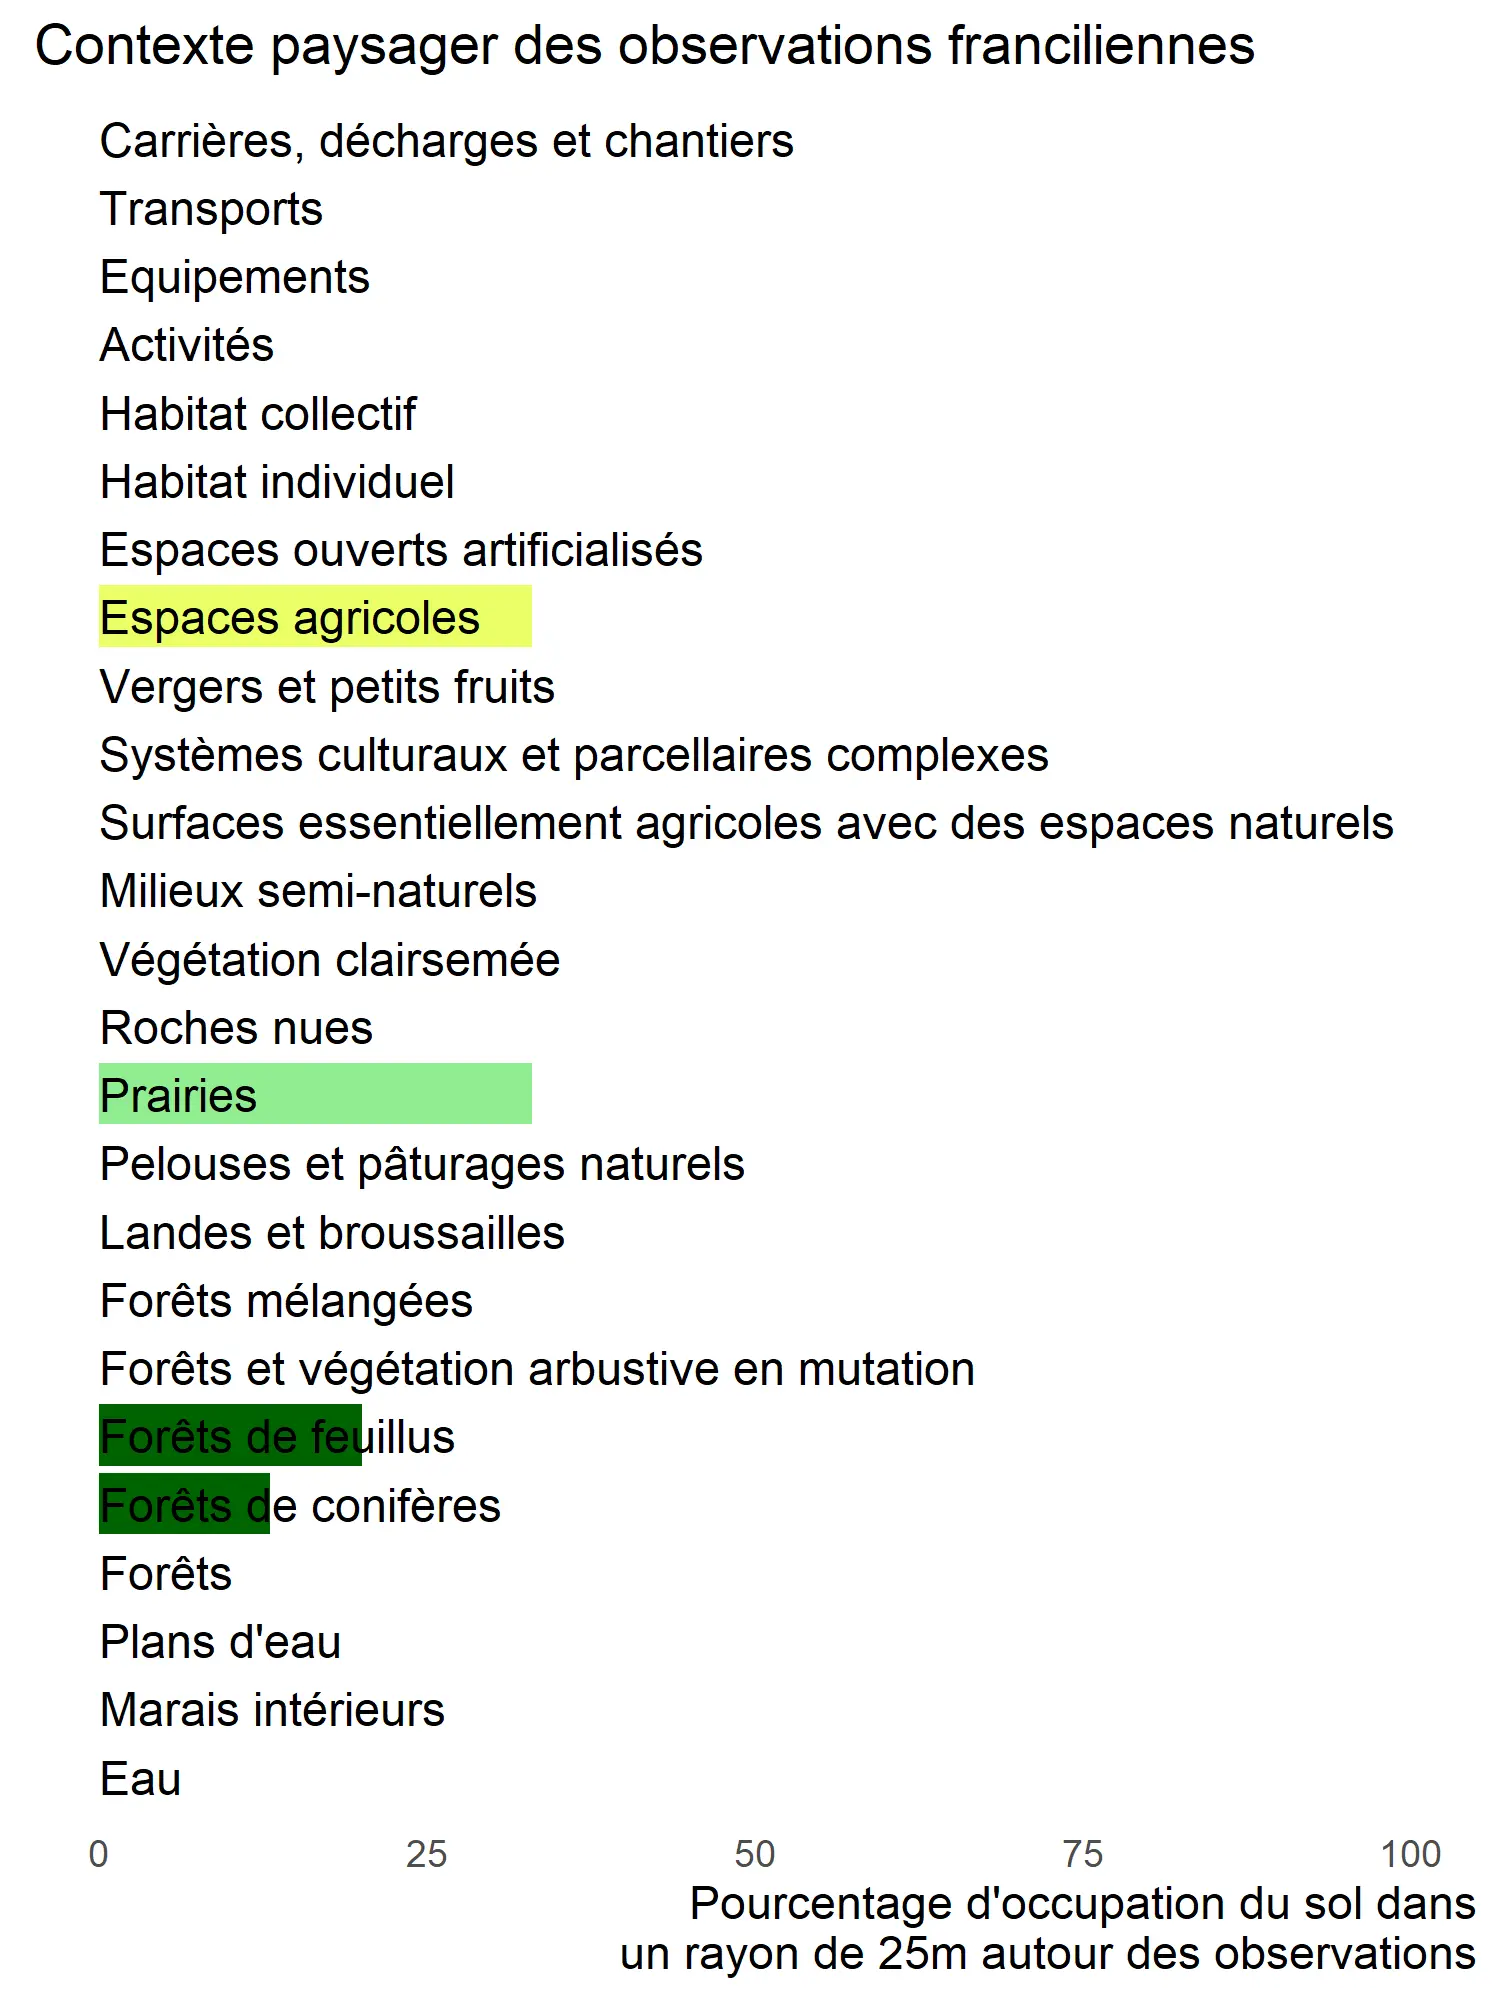 Contexte paysager des observations franciliennes
Carrières, décharges et chantiers
Transports
Equipements
Activités
Habitat collectif
Habitat individuel
Espaces ouverts artificialisés
Espaces agricoles
Vergers et petits fruits
Systèmes culturaux et parcellaires complexes
Surfaces essentiellement agricoles avec des espaces naturels
Milieux semi-naturels
Végétation clairsemée
Roches nues
Prairies
Pelouses et pâturages naturels
Landes et broussailles
Forêts mélangées
Forêts et végétation arbustive en mutation
Forêts de feuillus
Forêts de conifères
Forêts
Plans d'eau
Marais intérieurs
Eau
0 25 50 75 100
Pourcentage d'occupation du sol dans
un rayon de 25m autour des observations